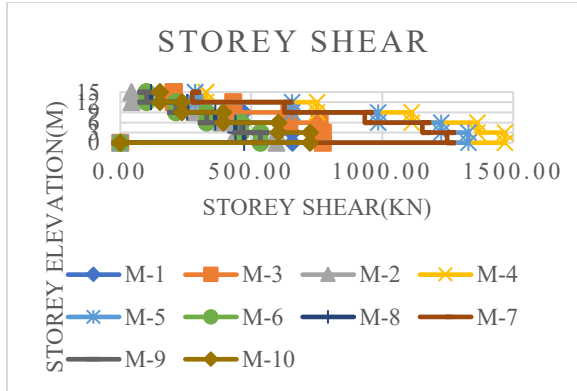 STOREY SHEAR
STOREY ELEVATION(M)
15
12
9
6
3
0
0.00 500.00 1000.00 1500.00
STOREY SHEAR(KN)
M-1 M-3 M-2 M-4
M-5 M-6 M-8 M-7
M-9 M-10